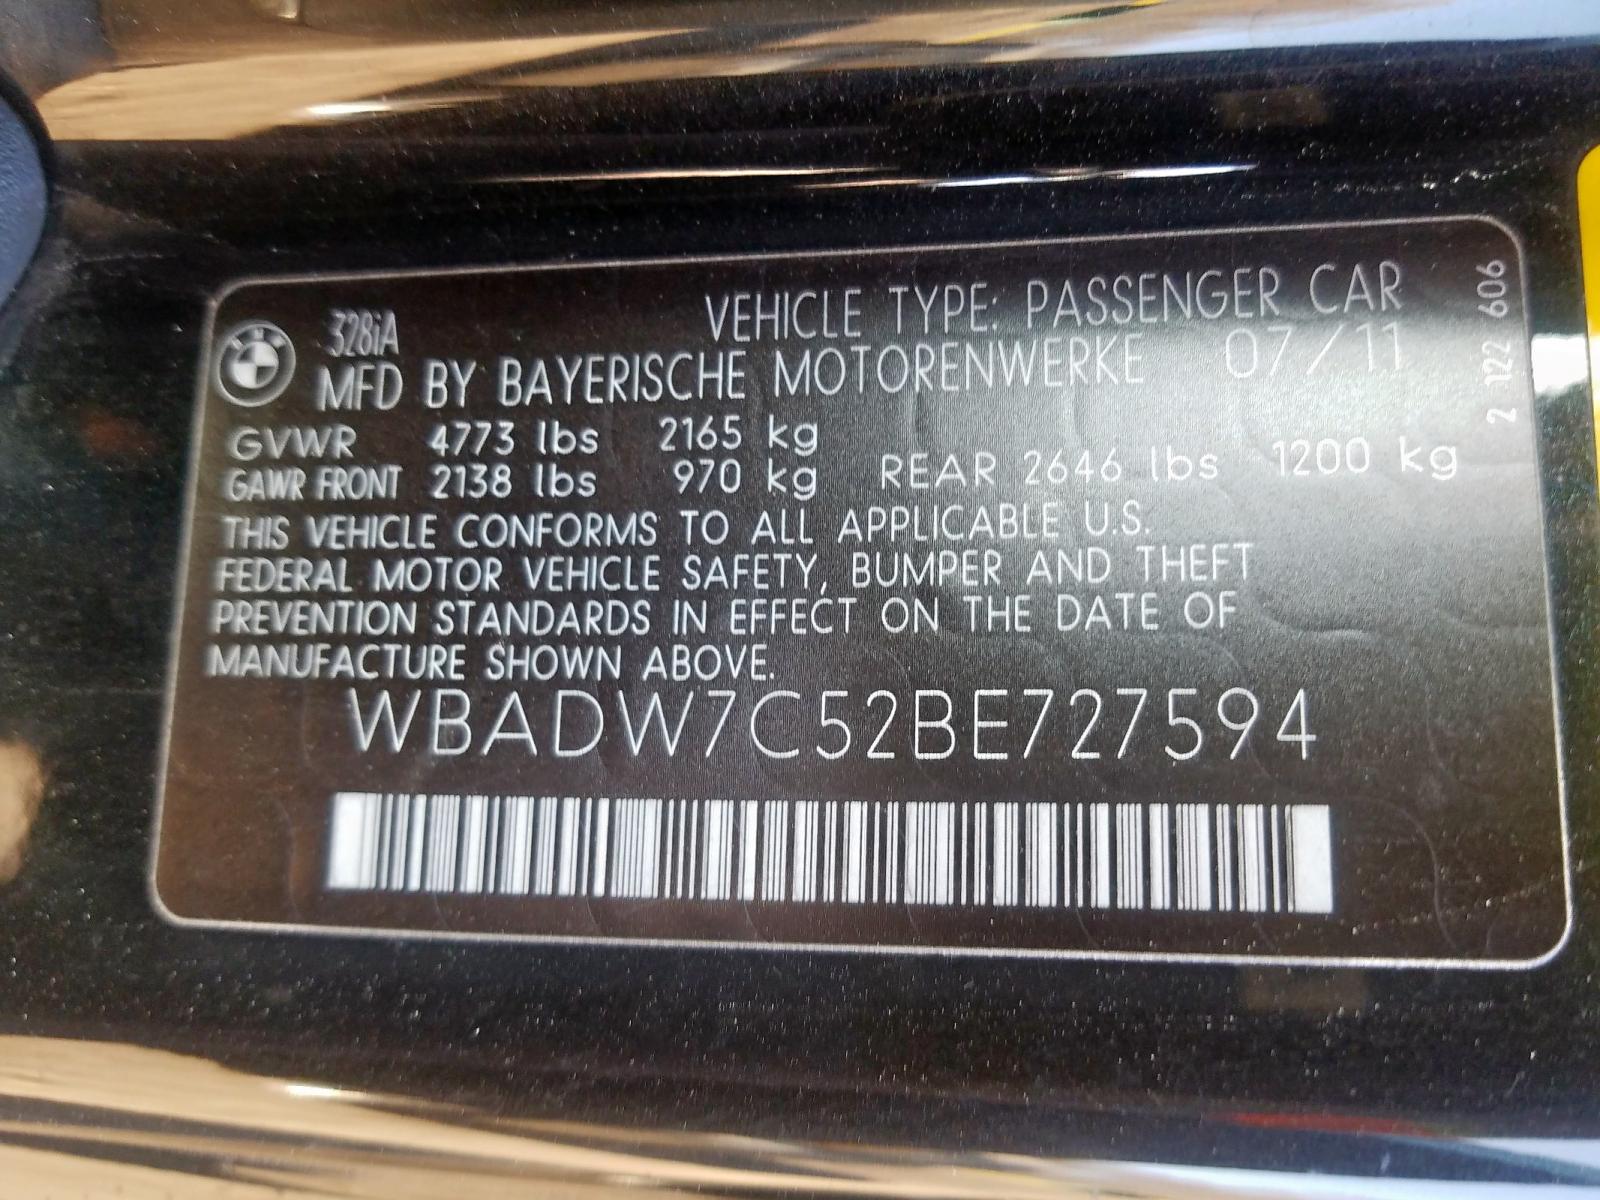 328iA VEHICLE TYPE: PASSENGER CAR
MFD BY BAYERISCHE MOTORENWERKE 07/11
GVWR 4773 lbs 2165 kg
GAWR FRONT 2138 lbs 970 kg REAR 2646 lbs 1200 kg
THIS VEHICLE CONFORMS TO ALL APPLICABLE U.S.
FEDERAL MOTOR VEHICLE SAFETY, BUMPER AND THEFT
PREVENTION STANDARDS IN EFFECT ON THE DATE OF
MANUFACTURE SHOWN ABOVE.
WBADW7C52BE727594
2 122 606